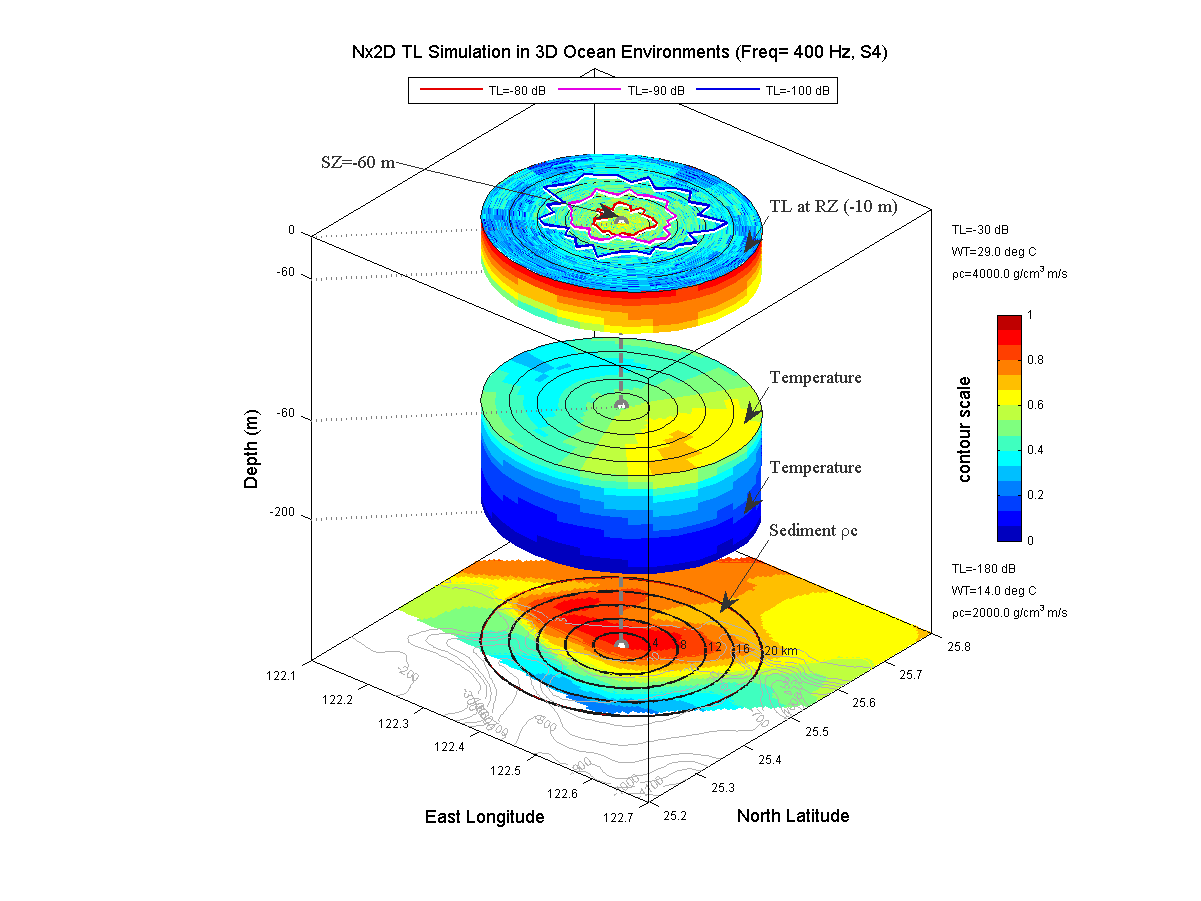 Nx2D TL Simulation in 3D Ocean Environments (Freq= 400 Hz, S4)
TL=-80 dB TL=-90 dB TL=-100 dB
SZ=-60 m
TL at RZ (-10 m)
0
-60
-60
-200
Depth (m)
TL=-30 dB
WT=29.0 deg C
ρc=4000.0 g/cm³ m/s
1
0.8
0.6
0.4
0.2
0
contour scale
Temperature
Temperature
Sediment ρc
TL=-180 dB
WT=14.0 deg C
ρc=2000.0 g/cm³ m/s
4 8 12 16 20 km
122.1
122.2
122.3
122.4
122.5
122.6
122.7
East Longitude
25.2
25.3
25.4
25.5
25.6
25.7
25.8
North Latitude
-200
700